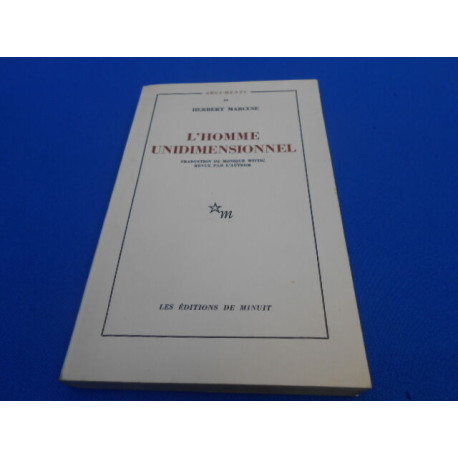 ARGUMENTS
HERBERT MARCUSE
L'HOMME
UNIDIMENSIONNEL
TRADUCTION DE MONIQUE WITTIG
REVUE PAR L'AUTEUR
m
LES ÉDITIONS DE MINUIT